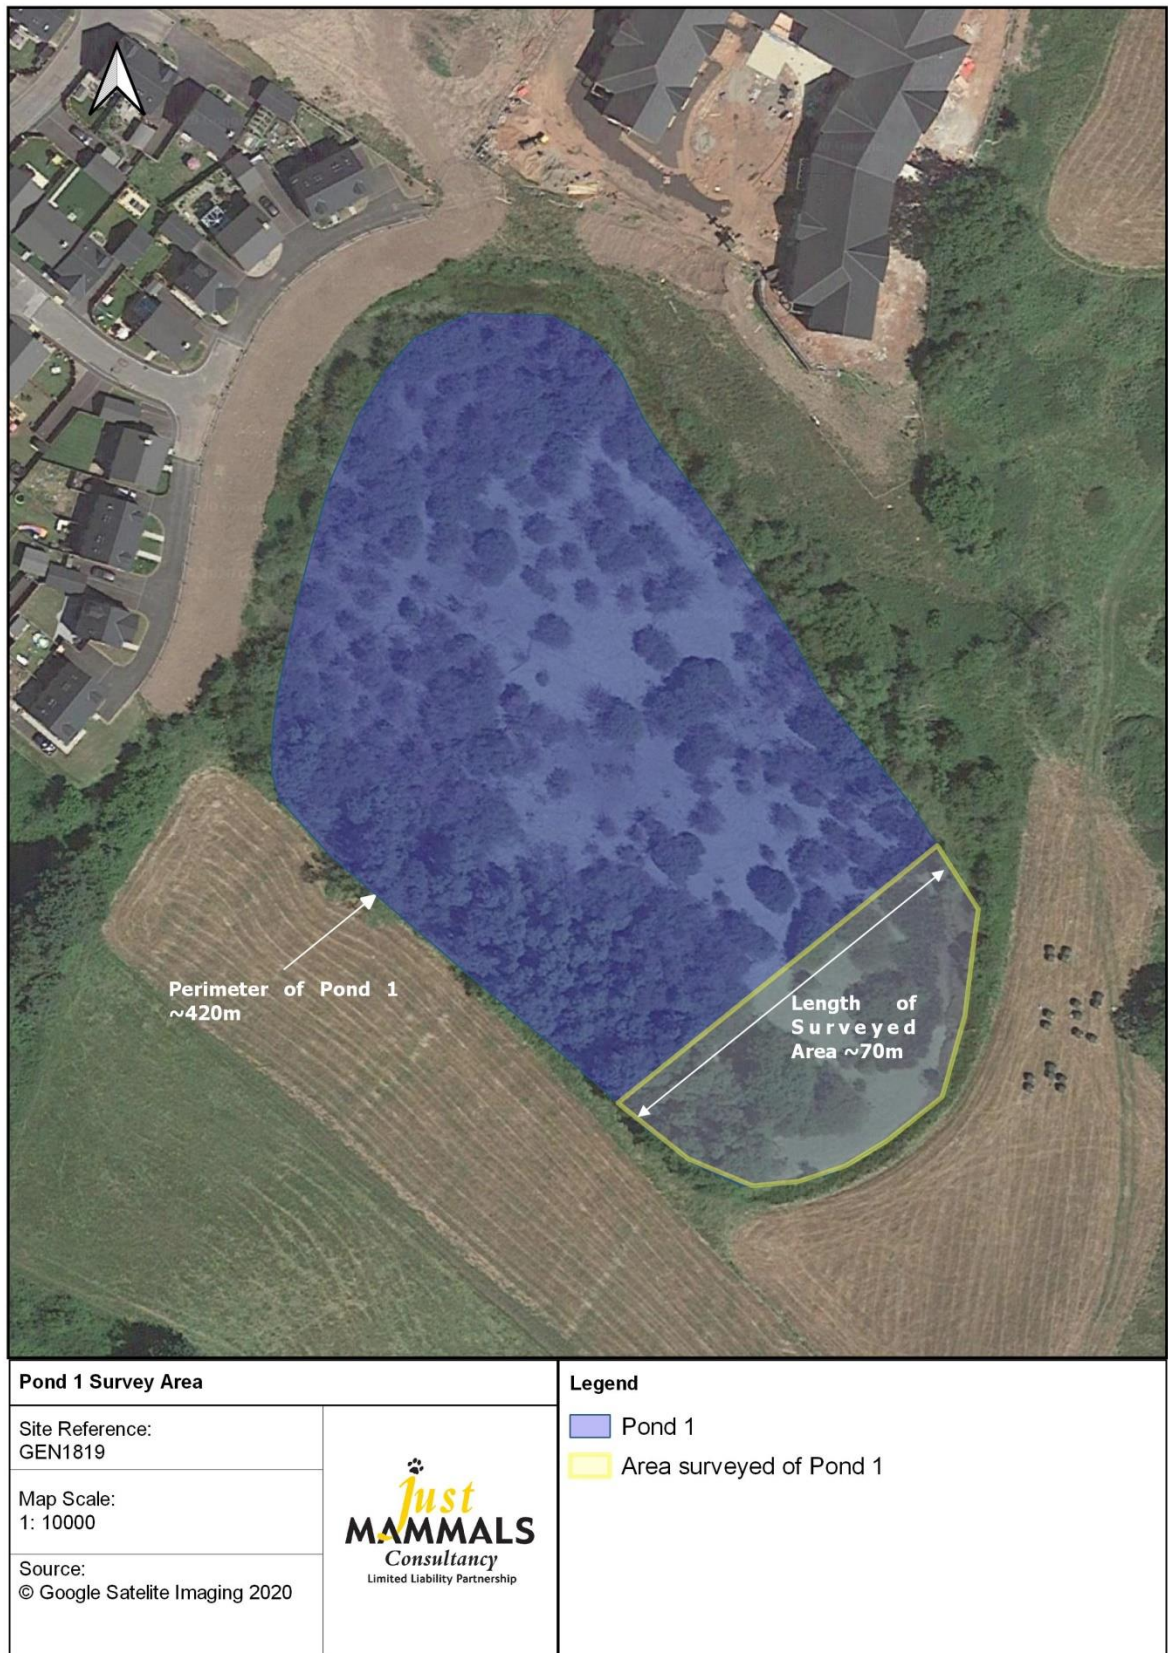 Perimeter of Pond 1
~420m
Length of
Surveyed
Area ~70m
Pond 1 Survey Area
Site Reference:
GEN1819
Map Scale:
1: 10000
Source:
© Google Satelite Imaging 2020
Just
MAMMALS
Consultancy
Limited Liability Partnership
Legend
Pond 1
Area surveyed of Pond 1